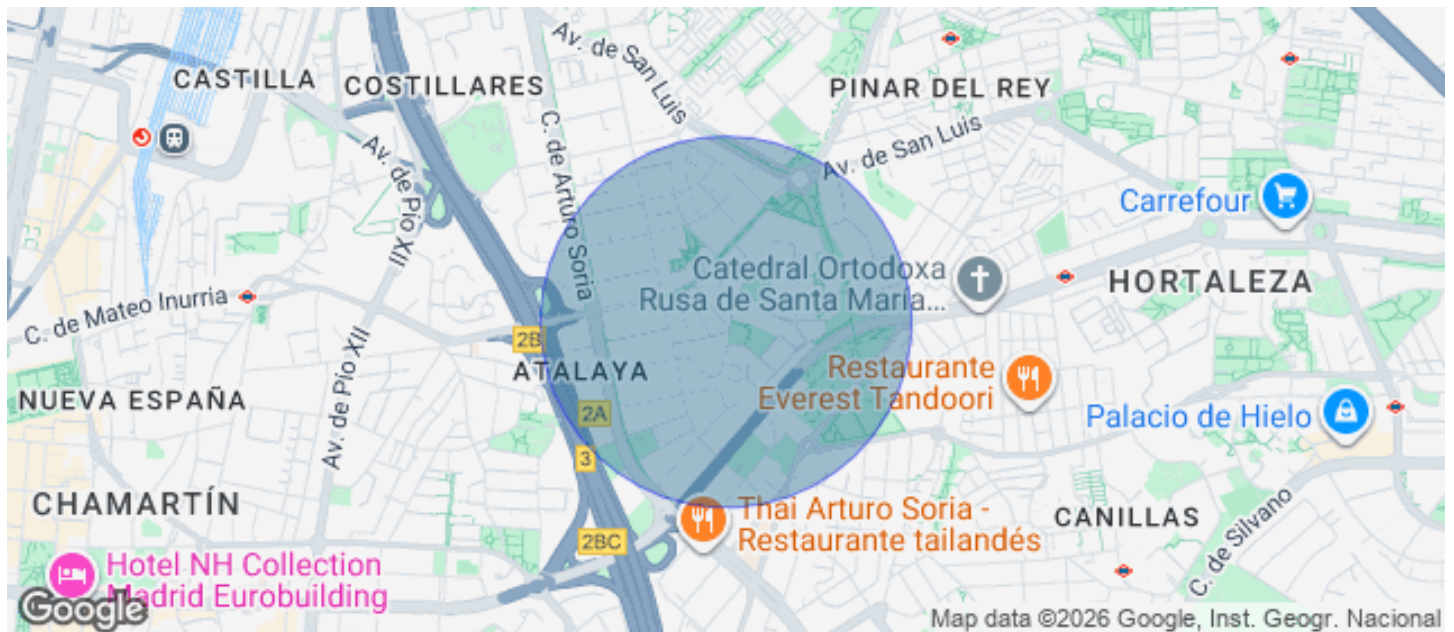 Av. de San Luis
CASTILLA
COSTILLARES
PINAR DEL REY
Av. de San Luis
Av. de Pío XII
C. de Arturo Soria
Carrefour
Catedral Ortodoxa
Rusa de Santa María...
HORTALEZA
C. de Mateo Inurria
2B
ATALAYA
Restaurante
Everest Tandoori
NUEVA ESPAÑA
Av. de Pío XII
2A
Palacio de Hielo
3
CHAMARTÍN
Thai Arturo Soria -
Restaurante tailandés
CANILLAS
C. de Silvano
2BC
Hotel NH Collection
Madrid Eurobuilding
Google
Map data ©2026 Google, Inst. Geogr. Nacional